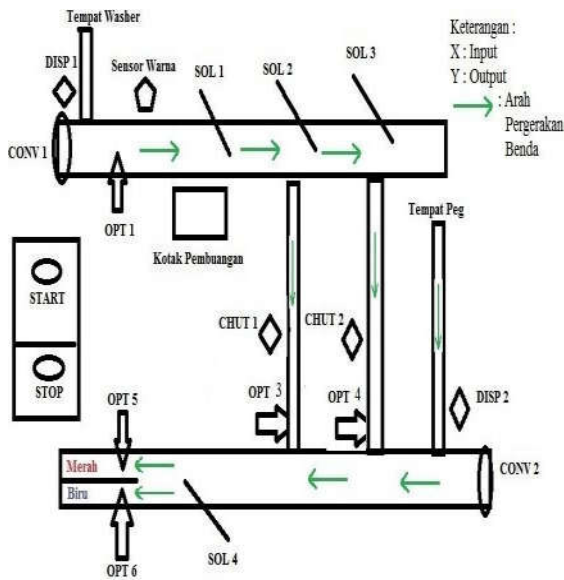 Tempat Washer
DISP 1
Sensor Warna
SOL 1
SOL 2
SOL 3
Keterangan :
X : Input
Y : Output
: Arah
Pergerakan
Benda
CONV 1
OPT 1
Kotak Pembuangan
Tempat Peg
START
STOP
CHUT 1
CHUT 2
OPT 3
OPT 4
DISP 2
OPT 5
Merah
Biru
CONV 2
SOL 4
OPT 6